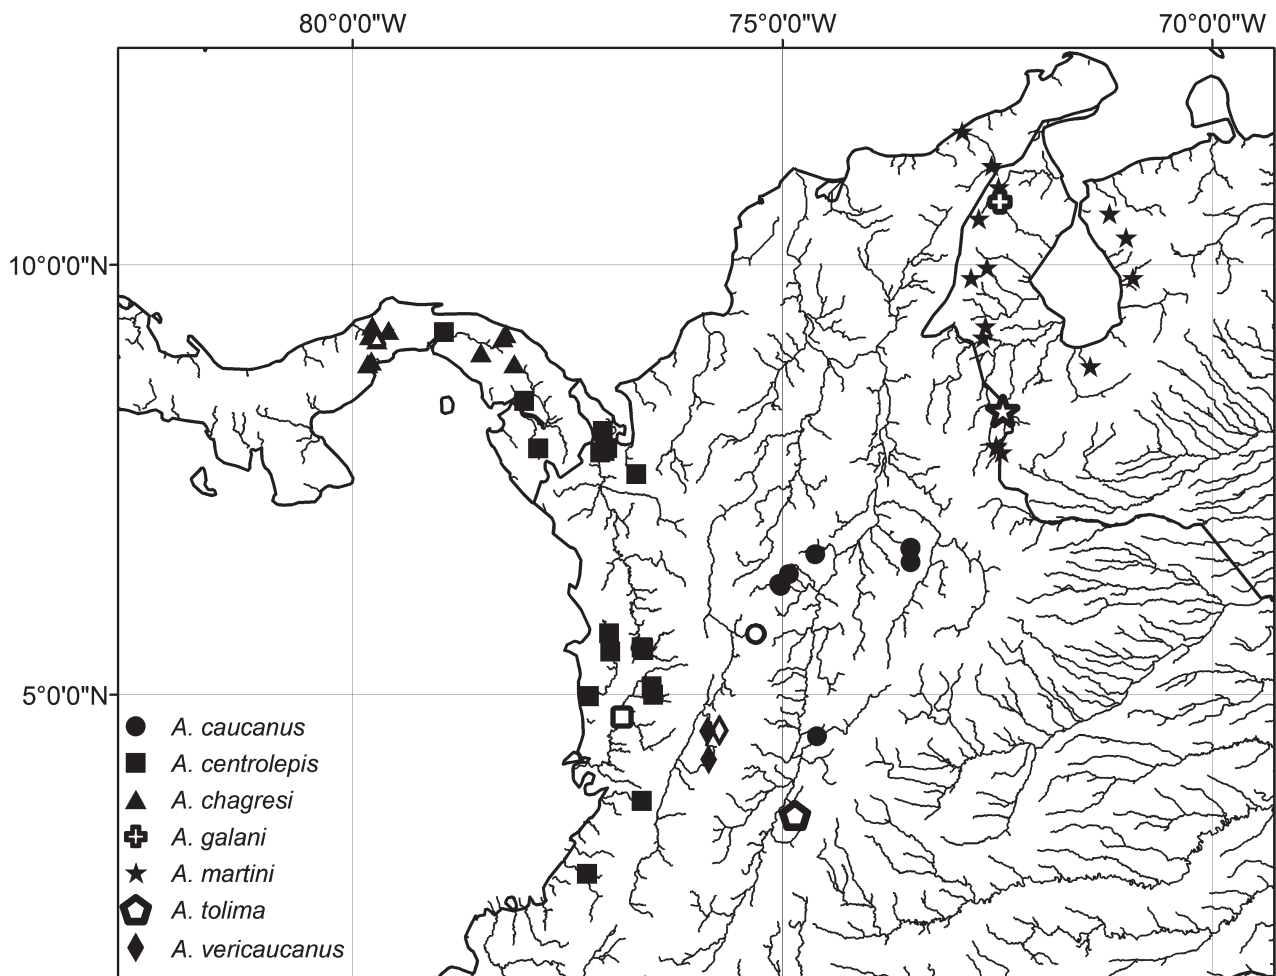 80°0'0"W 75°0'0"W 70°0'0"W
10°0'0"N
5°0'0"N
A. caucanus
A. centrolepis
A. chagresi
A. galani
A. martini
A. tolima
A. vericaucanus